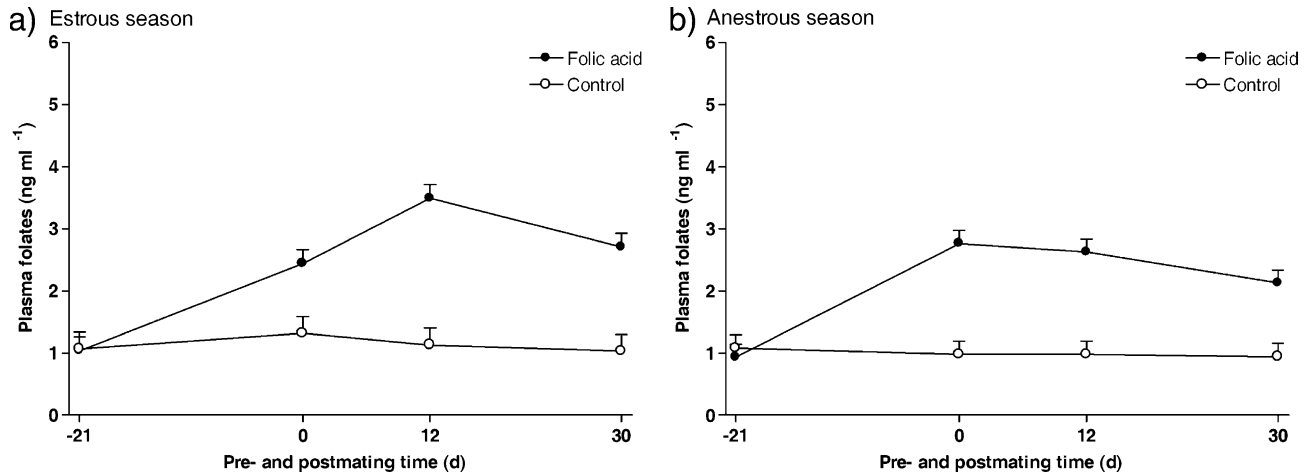 a) Estrous season
6
5
4
3
2
1
0
Plasma folates (ng ml -1)
Folic acid
Control
-21 0 12 30
Pre- and postmating time (d)
b) Anestrous season
6
5
4
3
2
1
0
Plasma folates (ng ml -1)
Folic acid
Control
-21 0 12 30
Pre- and postmating time (d)